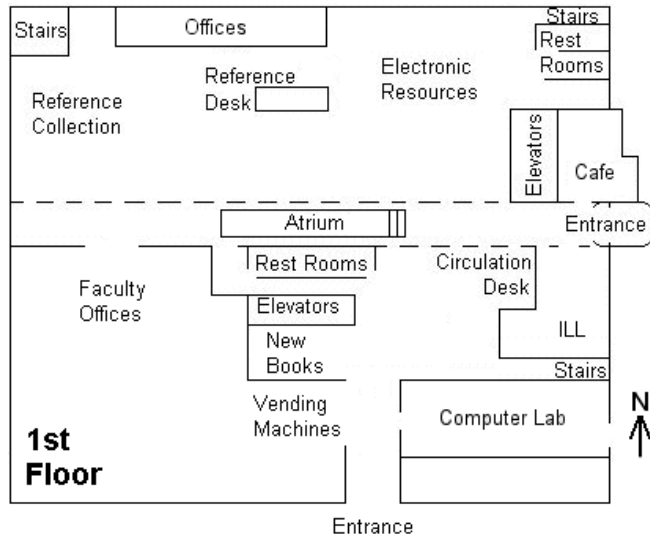 Stairs
Offices
Stairs
Rest
Rooms
Reference
Desk
Electronic
Resources
Reference
Collection
Elevators
Cafe
Atrium
Entrance
Rest Rooms
Circulation
Desk
Faculty
Offices
Elevators
ILL
New
Books
Stairs
Vending
Machines
Computer Lab
N
1st
Floor
Entrance